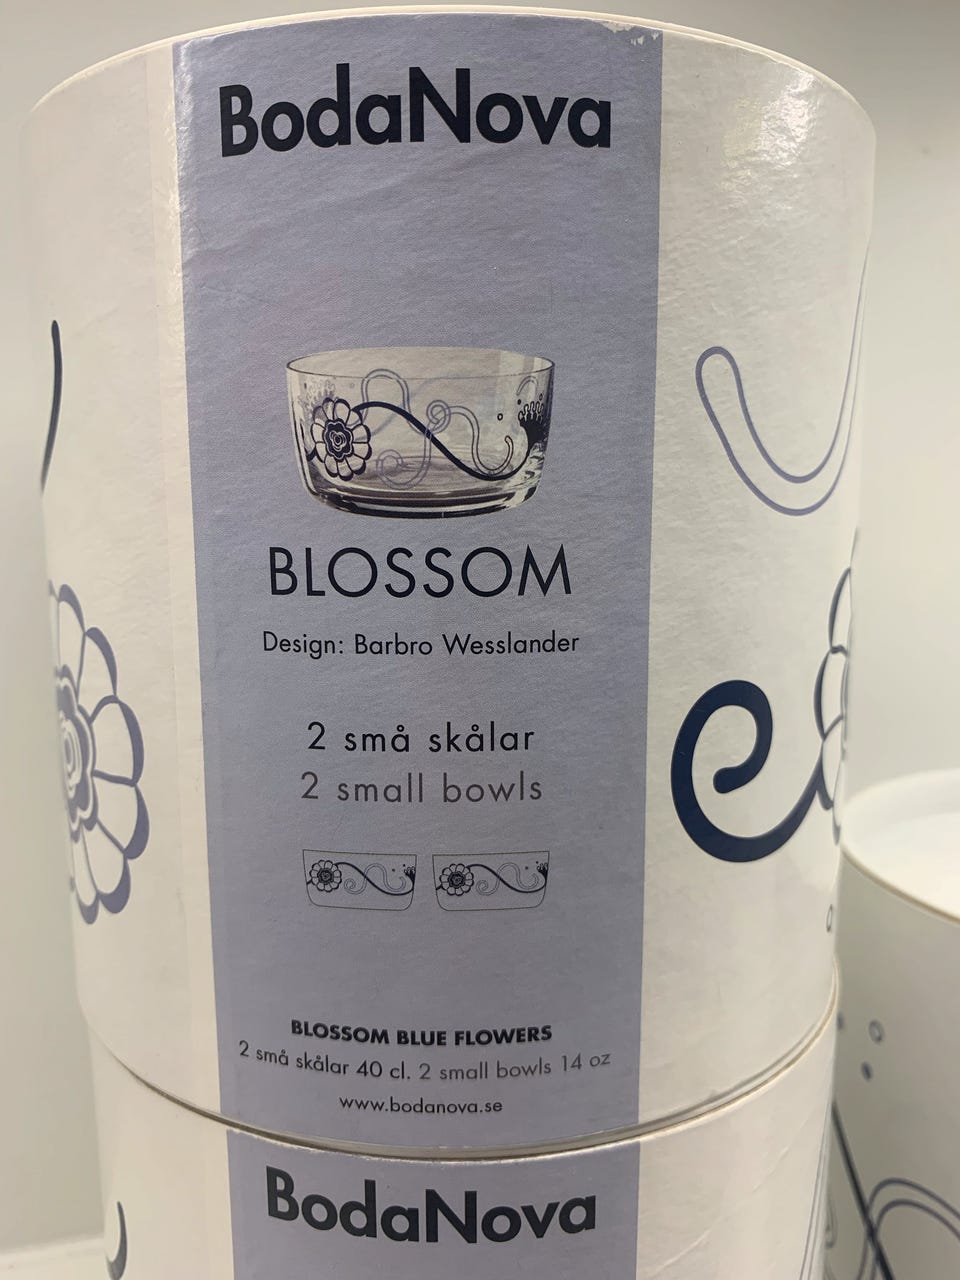 BodaNova
BLOSSOM
Design: Barbro Wesslander
2 små skålar
2 small bowls
BLOSSOM BLUE FLOWERS
2 små skålar 40 cl. 2 small bowls 14 oz
www.bodanova.se
BodaNova